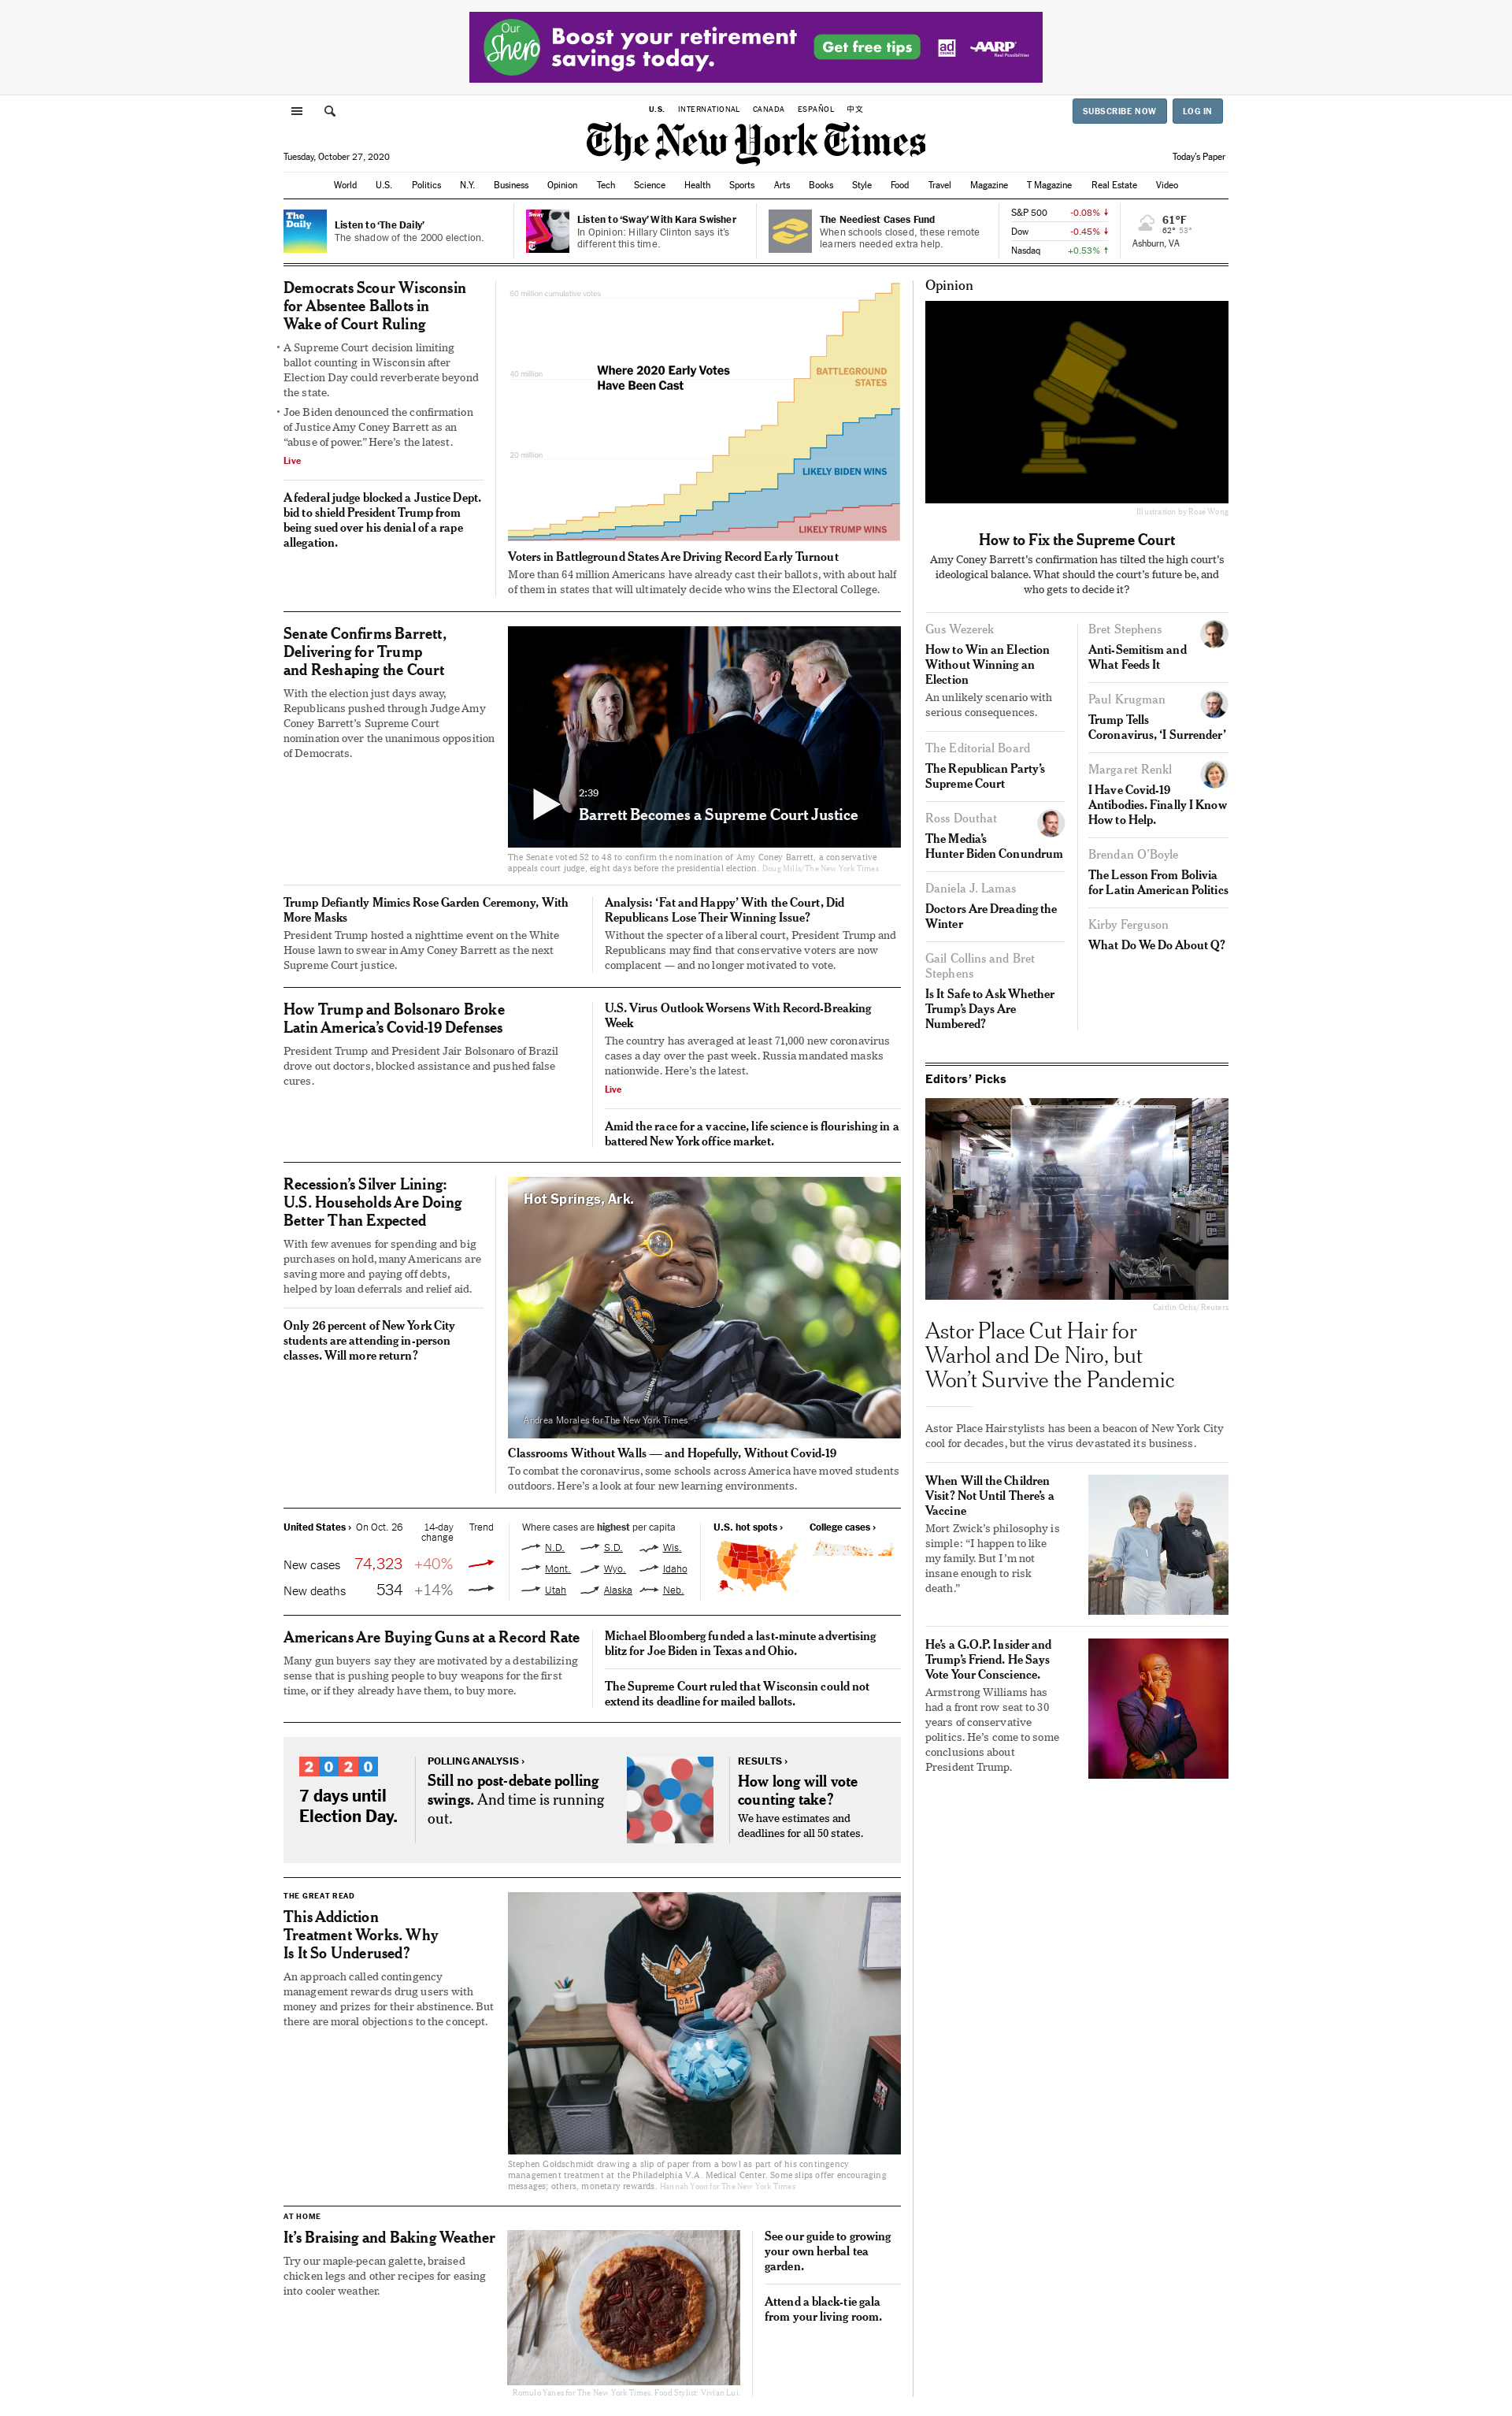 Our
Shero
Boost your retirement
savings today.
Get free tips
ad
COUNCIL
AARP
Real Possibilities
U.S. INTERNATIONAL CANADA ESPAÑOL 中文
SUBSCRIBE NOW LOG IN
The New York Times
Tuesday, October 27, 2020
Today's Paper
World U.S. Politics N.Y. Business Opinion Tech Science Health Sports Arts Books Style Food Travel Magazine T Magazine Real Estate Video
The
Daily
Listen to ‘The Daily’
The shadow of the 2000 election.
Sway
Listen to ‘Sway’ With Kara Swisher
In Opinion: Hillary Clinton says it’s
different this time.
The Neediest Cases Fund
When schools closed, these remote
learners needed extra help.
S&P 500 -0.08% ↓
Dow -0.45% ↓
Nasdaq +0.53% ↑
61°F
62° 53°
Ashburn, VA
Democrats Scour Wisconsin
for Absentee Ballots in
Wake of Court Ruling
• A Supreme Court decision limiting
ballot counting in Wisconsin after
Election Day could reverberate beyond
the state.
• Joe Biden denounced the confirmation
of Justice Amy Coney Barrett as an
“abuse of power.” Here’s the latest.
Live
A federal judge blocked a Justice Dept.
bid to shield President Trump from
being sued over his denial of a rape
allegation.
60 million cumulative votes
Where 2020 Early Votes
Have Been Cast
40 million
BATTLEGROUND
STATES
20 million
LIKELY BIDEN WINS
LIKELY TRUMP WINS
Voters in Battleground States Are Driving Record Early Turnout
More than 64 million Americans have already cast their ballots, with about half
of them in states that will ultimately decide who wins the Electoral College.
Senate Confirms Barrett,
Delivering for Trump
and Reshaping the Court
With the election just days away,
Republicans pushed through Judge Amy
Coney Barrett’s Supreme Court
nomination over the unanimous opposition
of Democrats.
2:39
Barrett Becomes a Supreme Court Justice
The Senate voted 52 to 48 to confirm the nomination of Amy Coney Barrett, a conservative
appeals court judge, eight days before the presidential election. Doug Mills/The New York Times
Trump Defiantly Mimics Rose Garden Ceremony, With
More Masks
President Trump hosted a nighttime event on the White
House lawn to swear in Amy Coney Barrett as the next
Supreme Court justice.
Analysis: ‘Fat and Happy’ With the Court, Did
Republicans Lose Their Winning Issue?
Without the specter of a liberal court, President Trump and
Republicans may find that conservative voters are now
complacent — and no longer motivated to vote.
How Trump and Bolsonaro Broke
Latin America’s Covid-19 Defenses
President Trump and President Jair Bolsonaro of Brazil
drove out doctors, blocked assistance and pushed false
cures.
U.S. Virus Outlook Worsens With Record-Breaking
Week
The country has averaged at least 71,000 new coronavirus
cases a day over the past week. Russia mandated masks
nationwide. Here’s the latest.
Live
Amid the race for a vaccine, life science is flourishing in a
battered New York office market.
Recession’s Silver Lining:
U.S. Households Are Doing
Better Than Expected
With few avenues for spending and big
purchases on hold, many Americans are
saving more and paying off debts,
helped by loan deferrals and relief aid.
Only 26 percent of New York City
students are attending in-person
classes. Will more return?
Hot Springs, Ark.
Andrea Morales for The New York Times
Classrooms Without Walls — and Hopefully, Without Covid-19
To combat the coronavirus, some schools across America have moved students
outdoors. Here’s a look at four new learning environments.
United States › On Oct. 26 14-day
change Trend
New cases 74,323 +40%
New deaths 534 +14%
Where cases are highest per capita
N.D. S.D. Wis.
Mont. Wyo. Idaho
Utah Alaska Neb.
U.S. hot spots › College cases ›
Americans Are Buying Guns at a Record Rate
Many gun buyers say they are motivated by a destabilizing
sense that is pushing people to buy weapons for the first
time, or if they already have them, to buy more.
Michael Bloomberg funded a last-minute advertising
blitz for Joe Biden in Texas and Ohio.
The Supreme Court ruled that Wisconsin could not
extend its deadline for mailed ballots.
2020
7 days until
Election Day.
POLLING ANALYSIS ›
Still no post-debate polling
swings. And time is running
out.
RESULTS ›
How long will vote
counting take?
We have estimates and
deadlines for all 50 states.
THE GREAT READ
This Addiction
Treatment Works. Why
Is It So Underused?
An approach called contingency
management rewards drug users with
money and prizes for their abstinence. But
there are moral objections to the concept.
Stephen Goldschmidt drawing a slip of paper from a bowl as part of his contingency
management treatment at the Philadelphia V.A. Medical Center. Some slips offer encouraging
messages; others, monetary rewards. Hannah Yoon for The New York Times
AT HOME
It’s Braising and Baking Weather
Try our maple-pecan galette, braised
chicken legs and other recipes for easing
into cooler weather.
Romulo Yanes for The New York Times. Food Stylist: Vivian Lui.
See our guide to growing
your own herbal tea
garden.
Attend a black-tie gala
from your living room.
Opinion
Illustration by Rose Wong
How to Fix the Supreme Court
Amy Coney Barrett’s confirmation has tilted the high court’s
ideological balance. What should the court’s future be, and
who gets to decide it?
Gus Wezerek
How to Win an Election
Without Winning an
Election
An unlikely scenario with
serious consequences.
The Editorial Board
The Republican Party’s
Supreme Court
Ross Douthat
The Media’s
Hunter Biden Conundrum
Daniela J. Lamas
Doctors Are Dreading the
Winter
Gail Collins and Bret
Stephens
Is It Safe to Ask Whether
Trump’s Days Are
Numbered?
Bret Stephens
Anti-Semitism and
What Feeds It
Paul Krugman
Trump Tells
Coronavirus, ‘I Surrender’
Margaret Renkl
I Have Covid-19
Antibodies. Finally I Know
How to Help.
Brendan O’Boyle
The Lesson From Bolivia
for Latin American Politics
Kirby Ferguson
What Do We Do About Q?
Editors’ Picks
Caitlin Ochs/Reuters
Astor Place Cut Hair for
Warhol and De Niro, but
Won’t Survive the Pandemic
Astor Place Hairstylists has been a beacon of New York City
cool for decades, but the virus devastated its business.
When Will the Children
Visit? Not Until There’s a
Vaccine
Mort Zwick’s philosophy is
simple: “I happen to like
my family. But I’m not
insane enough to risk
death.”
He’s a G.O.P. Insider and
Trump’s Friend. He Says
Vote Your Conscience.
Armstrong Williams has
had a front row seat to 30
years of conservative
politics. He’s come to some
conclusions about
President Trump.